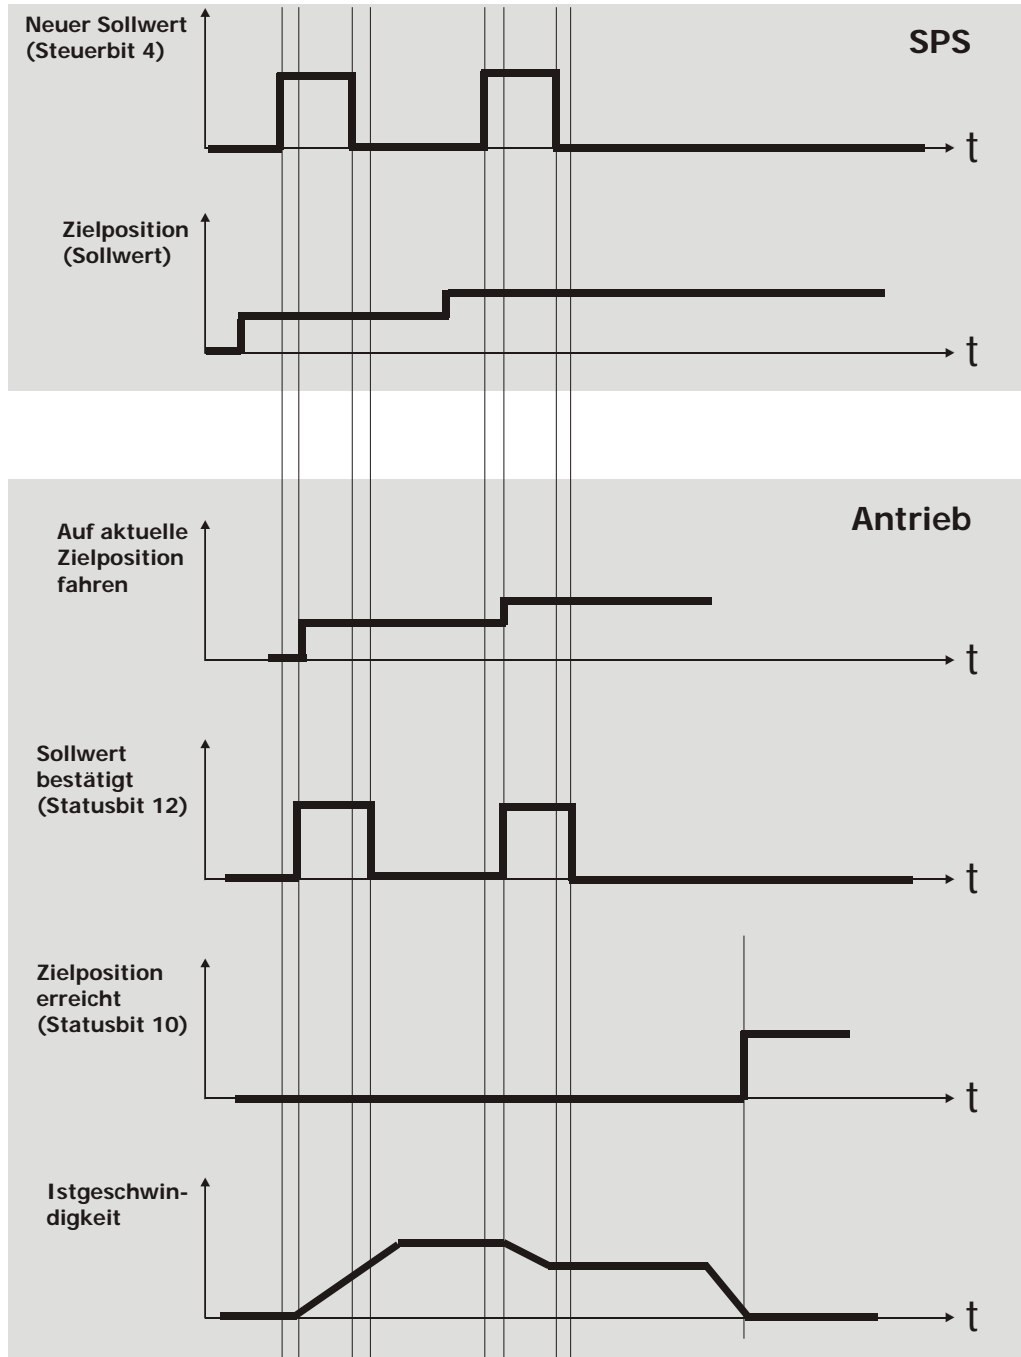 Neuer Sollwert
(Steuerbit 4)
SPS
t
Zielposition
(Sollwert)
t
Antrieb
Auf aktuelle
Zielposition
fahren
t
Sollwert
bestätigt
(Statusbit 12)
t
Zielposition
erreicht
(Statusbit 10)
t
Istgeschwin-
digkeit
t